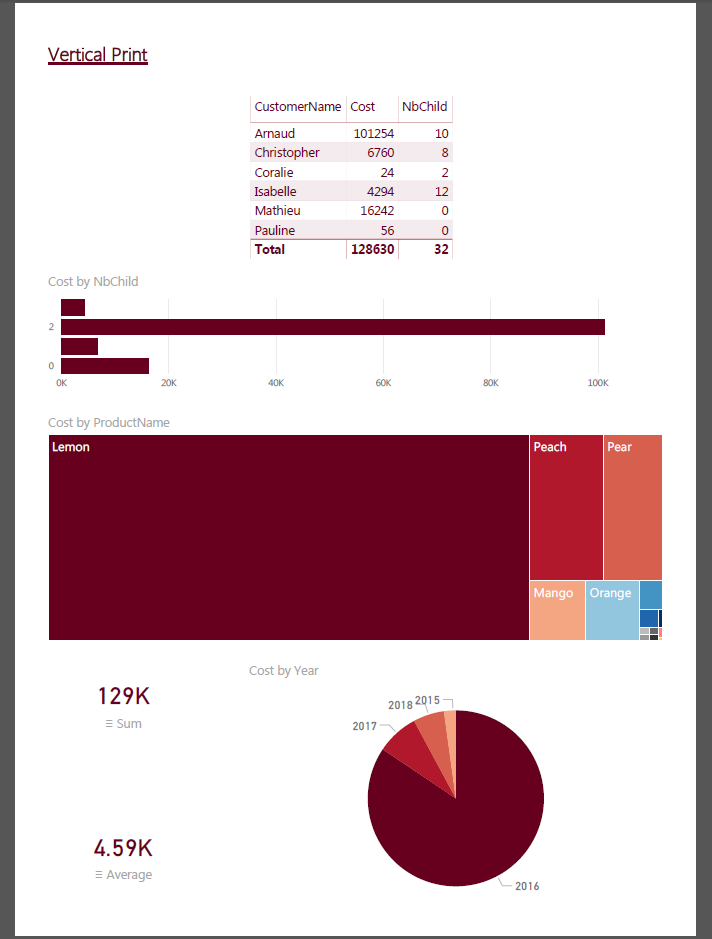 Vertical Print
CustomerName Cost NbChild
Arnaud 101254 10
Christopher 6760 8
Coralie 24 2
Isabelle 4294 12
Mathieu 16242 0
Pauline 56 0
Total 128630 32
Cost by NbChild
2
0
0K 20K 40K 60K 80K 100K
Cost by ProductName
Lemon Peach Pear
Mango Orange
129K
Sum
4.59K
Average
Cost by Year
2015
2018
2017
2016